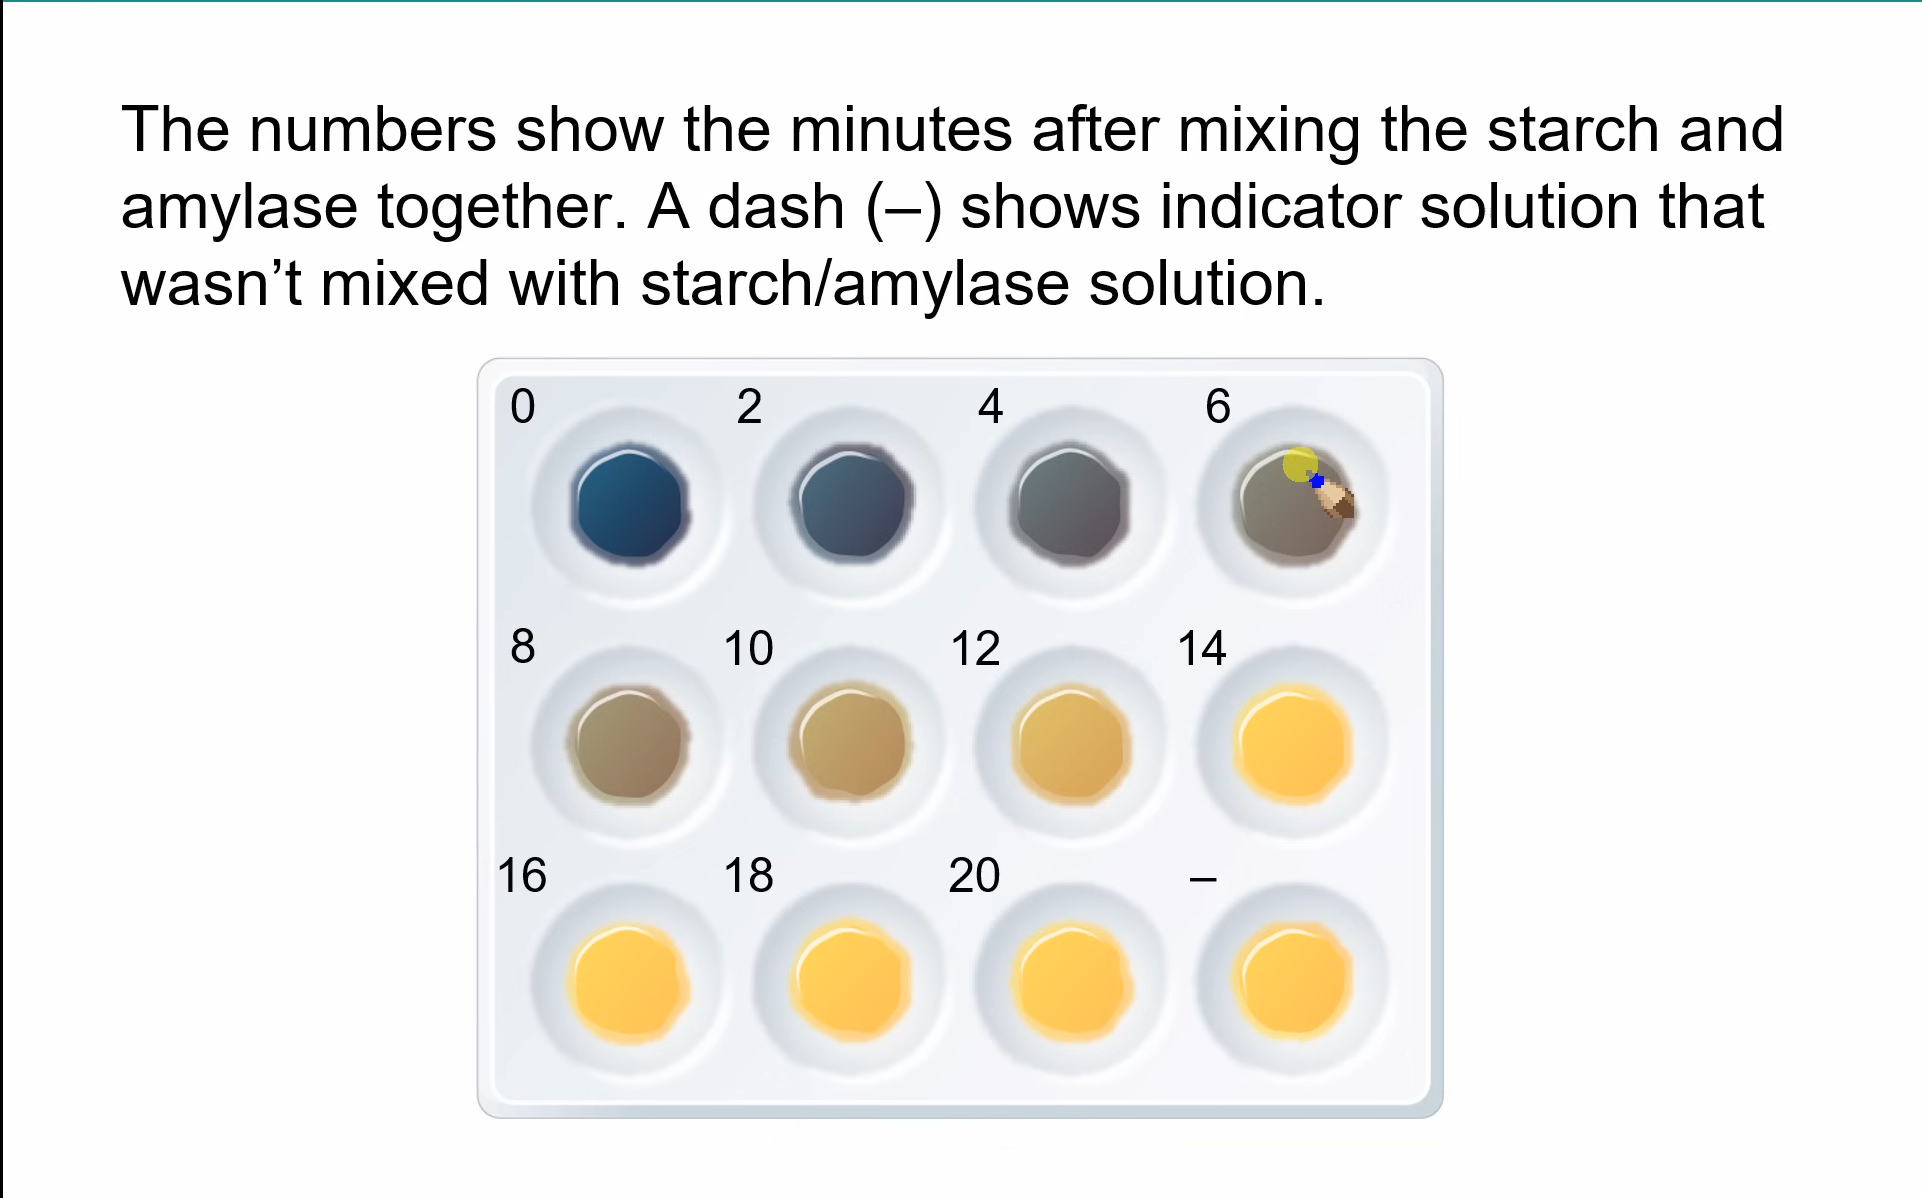 The numbers show the minutes after mixing the starch and
amylase together. A dash (–) shows indicator solution that
wasn’t mixed with starch/amylase solution.
0 2 4 6
8 10 12 14
16 18 20 –